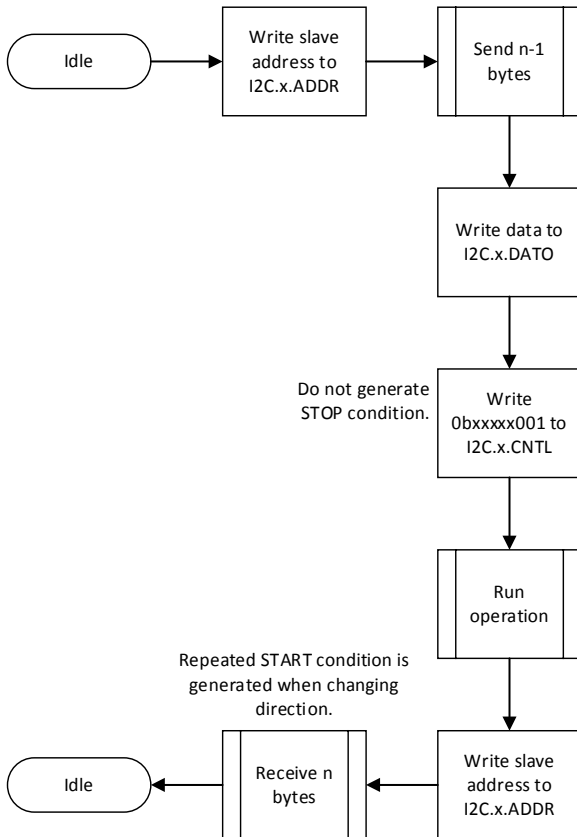 Idle
Write slave
address to
I2C.x.ADDR
Send n-1
bytes
Write data to
I2C.x.DATO
Do not generate
STOP condition.
Write
0bxxxxx001 to
I2C.x.CNTL
Run
operation
Repeated START condition is
generated when changing
direction.
Idle
Receive n
bytes
Write slave
address to
I2C.x.ADDR